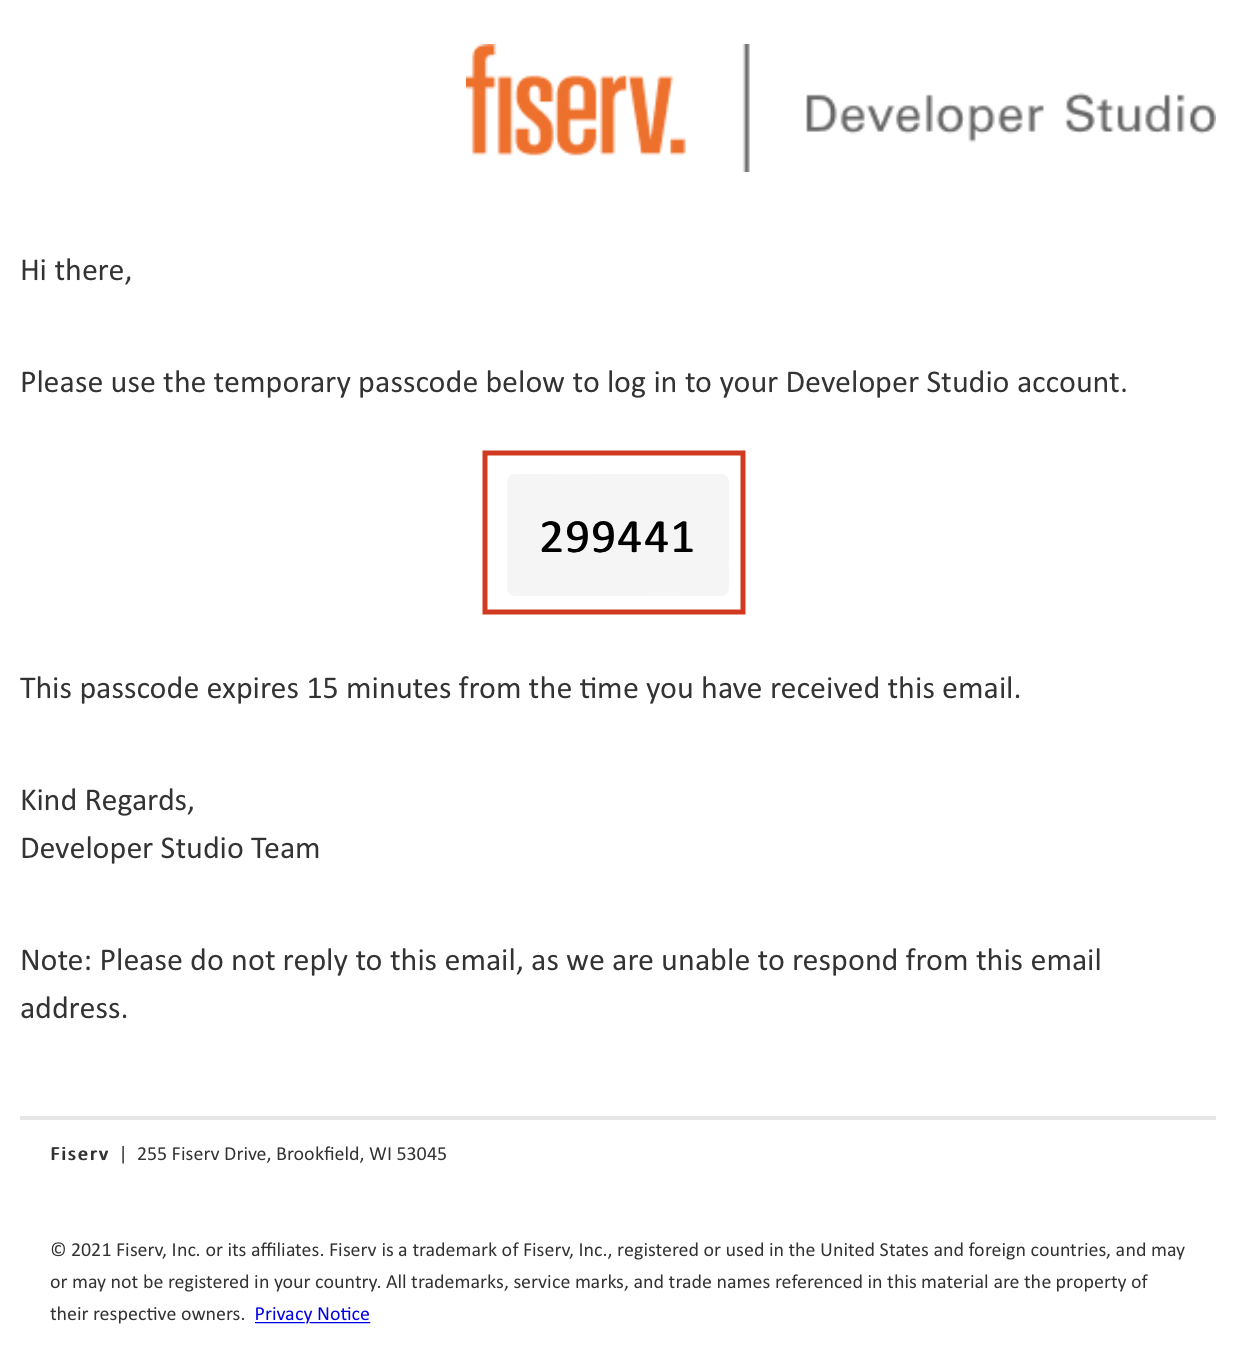 fiserv. | Developer Studio
Hi there,
Please use the temporary passcode below to log in to your Developer Studio account.
299441
This passcode expires 15 minutes from the time you have received this email.
Kind Regards,
Developer Studio Team
Note: Please do not reply to this email, as we are unable to respond from this email
address.
Fiserv | 255 Fiserv Drive, Brookfield, WI 53045
© 2021 Fiserv, Inc. or its affiliates. Fiserv is a trademark of Fiserv, Inc., registered or used in the United States and foreign countries, and may
or may not be registered in your country. All trademarks, service marks, and trade names referenced in this material are the property of
their respective owners. Privacy Notice